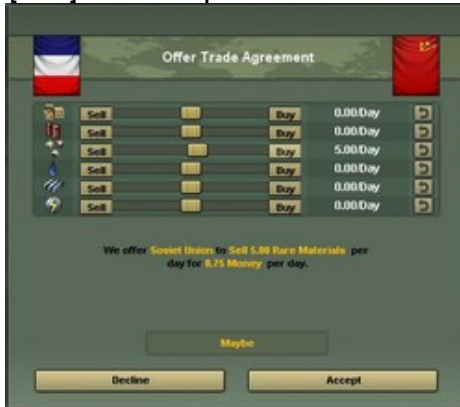 Offer Trade Agreement
Sell Buy 0.00/Day
Sell Buy 0.00/Day
Sell Buy 5.00/Day
Sell Buy 0.00/Day
Sell Buy 0.00/Day
Sell Buy 0.00/Day
We offer Soviet Union to Sell 5.00 Rare Materials per
day for 0.75 Money per day.
Maybe
Decline Accept